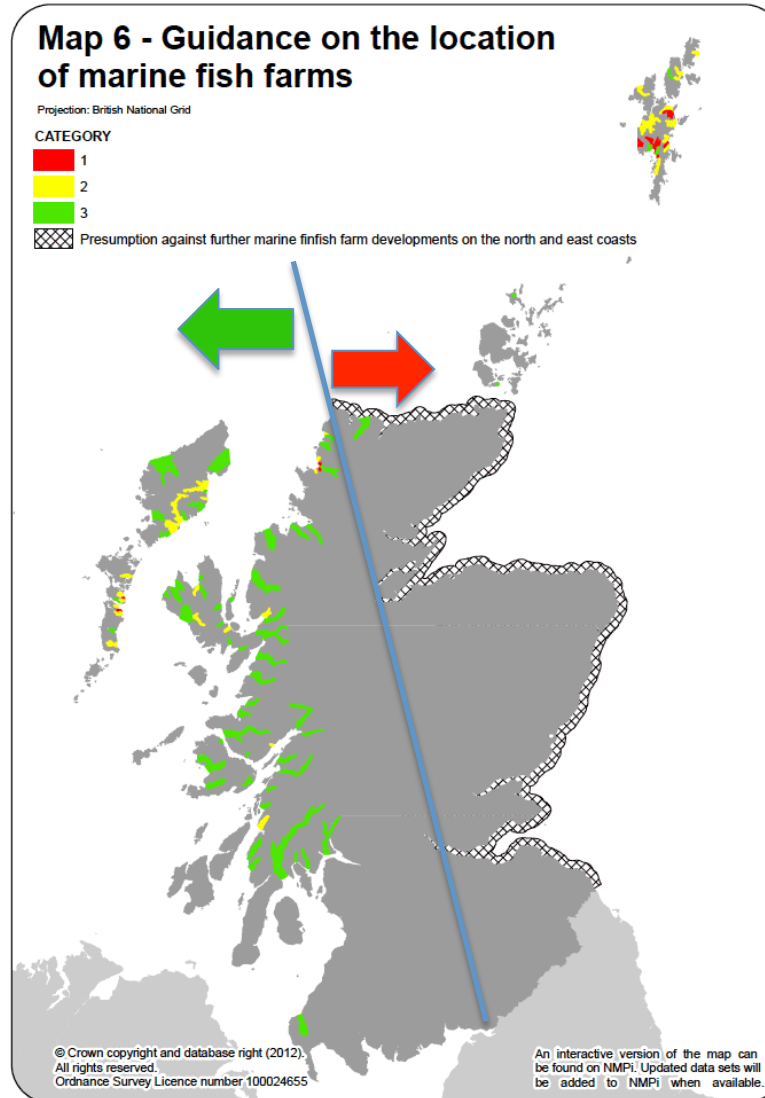 Map 6 - Guidance on the location
of marine fish farms
Projection: British National Grid
CATEGORY
1
2
3
Presumption against further marine finfish farm developments on the north and east coasts
© Crown copyright and database right (2012).
All rights reserved.
Ordnance Survey Licence number 100024655
An interactive version of the map can
be found on NMPi. Updated data sets will
be added to NMPi when available.